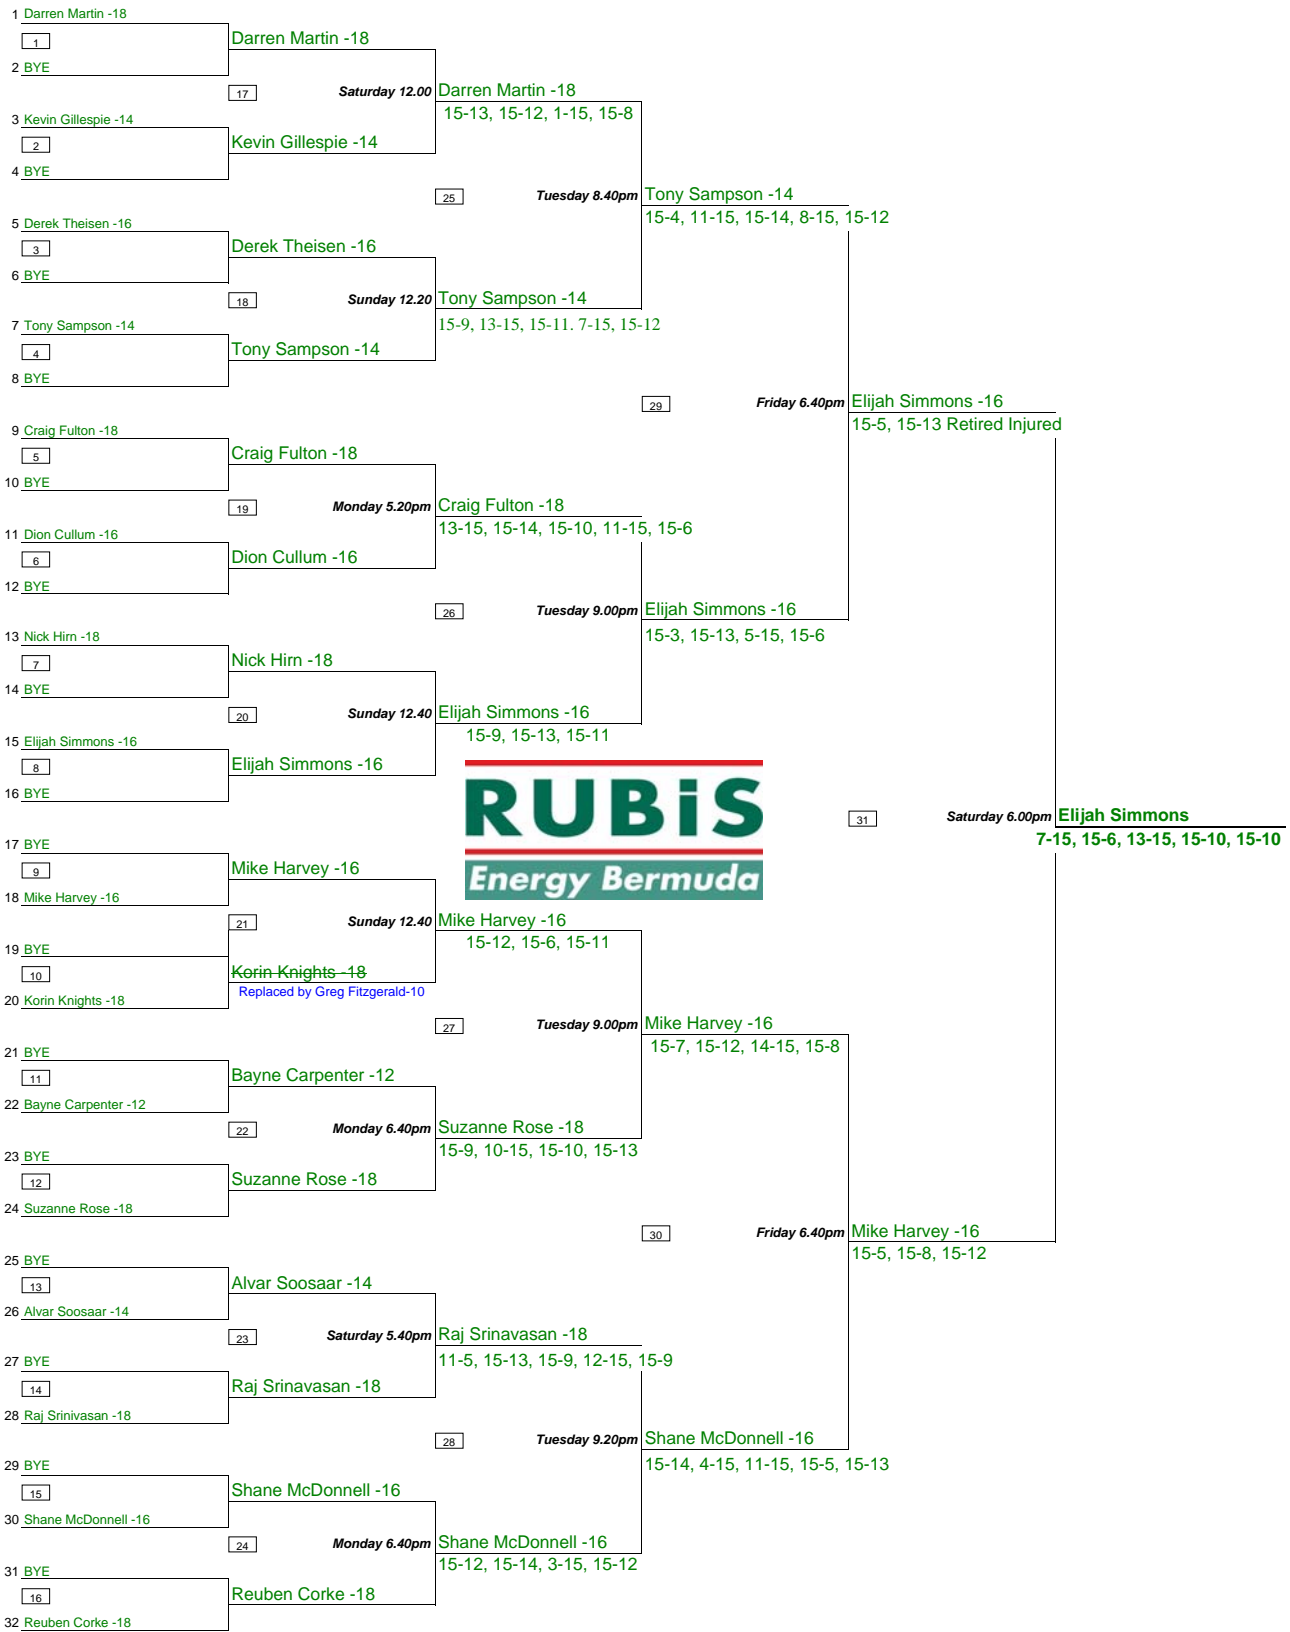 1 Darren Martin -18
1
Darren Martin -18
2 BYE
17
Saturday 12.00
Darren Martin -18
15-13, 15-12, 1-15, 15-8
3 Kevin Gillespie -14
2
Kevin Gillespie -14
4 BYE
25
Tuesday 8.40pm
Tony Sampson -14
15-4, 11-15, 15-14, 8-15, 15-12
5 Derek Theisen -16
3
Derek Theisen -16
6 BYE
18
Sunday 12.20
Tony Sampson -14
15-9, 13-15, 15-11. 7-15, 15-12
7 Tony Sampson -14
4
Tony Sampson -14
8 BYE
29
Friday 6.40pm
Elijah Simmons -16
15-5, 15-13 Retired Injured
9 Craig Fulton -18
5
Craig Fulton -18
10 BYE
19
Monday 5.20pm
Craig Fulton -18
13-15, 15-14, 15-10, 11-15, 15-6
11 Dion Cullum -16
6
Dion Cullum -16
12 BYE
26
Tuesday 9.00pm
Elijah Simmons -16
15-3, 15-13, 5-15, 15-6
13 Nick Hirn -18
7
Nick Hirn -18
14 BYE
20
Sunday 12.40
Elijah Simmons -16
15-9, 15-13, 15-11
15 Elijah Simmons -16
8
Elijah Simmons -16
16 BYE
RUBiS
Energy Bermuda
31
Saturday 6.00pm
Elijah Simmons
7-15, 15-6, 13-15, 15-10, 15-10
17 BYE
9
Mike Harvey -16
18 Mike Harvey -16
21
Sunday 12.40
Mike Harvey -16
15-12, 15-6, 15-11
19 BYE
10
Korin Knights -18
Replaced by Greg Fitzgerald-10
20 Korin Knights -18
27
Tuesday 9.00pm
Mike Harvey -16
15-7, 15-12, 14-15, 15-8
21 BYE
11
Bayne Carpenter -12
22 Bayne Carpenter -12
22
Monday 6.40pm
Suzanne Rose -18
15-9, 10-15, 15-10, 15-13
23 BYE
12
Suzanne Rose -18
24 Suzanne Rose -18
30
Friday 6.40pm
Mike Harvey -16
15-5, 15-8, 15-12
25 BYE
13
Alvar Soosaar -14
26 Alvar Soosaar -14
23
Saturday 5.40pm
Raj Srinavasan -18
11-5, 15-13, 15-9, 12-15, 15-9
27 BYE
14
Raj Srinavasan -18
28 Raj Srinivasan -18
28
Tuesday 9.20pm
Shane McDonnell -16
15-14, 4-15, 11-15, 15-5, 15-13
29 BYE
15
Shane McDonnell -16
30 Shane McDonnell -16
24
Monday 6.40pm
Shane McDonnell -16
15-12, 15-14, 3-15, 15-12
31 BYE
16
Reuben Corke -18
32 Reuben Corke -18